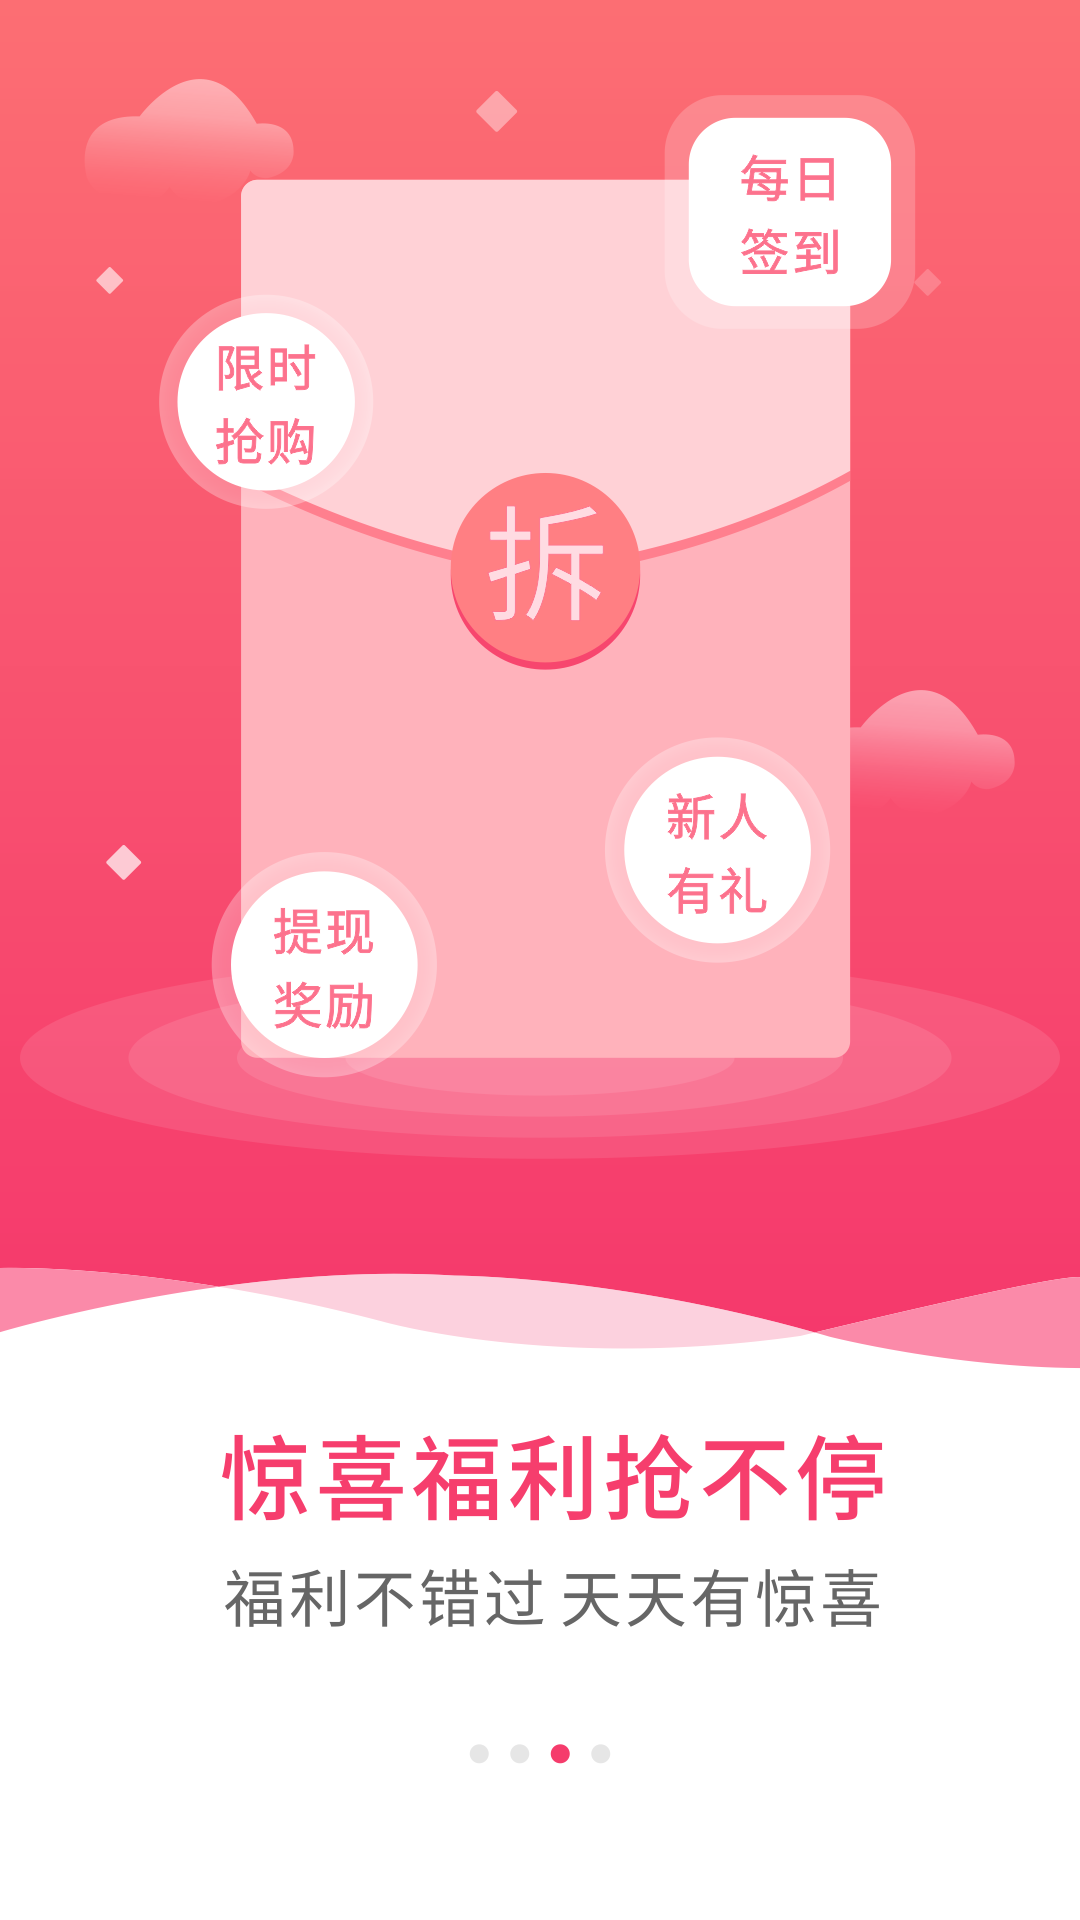 每日
签到
限时
抢购
拆
新人
有礼
提现
奖励
惊喜福利抢不停
福利不错过 天天有惊喜